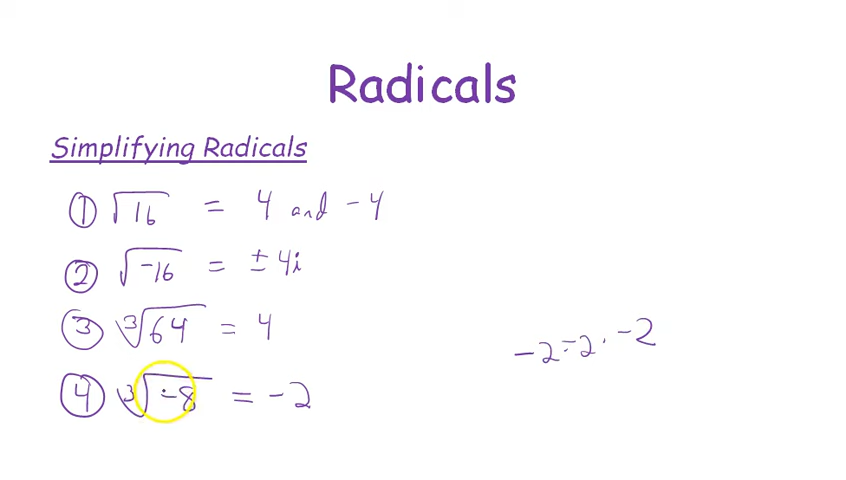 Radicals
Simplifying Radicals
① √16 = 4 and -4
② √-16 = ± 4i
③ ∛64 = 4
-2 · -2 · -2
④ ∛-8 = -2